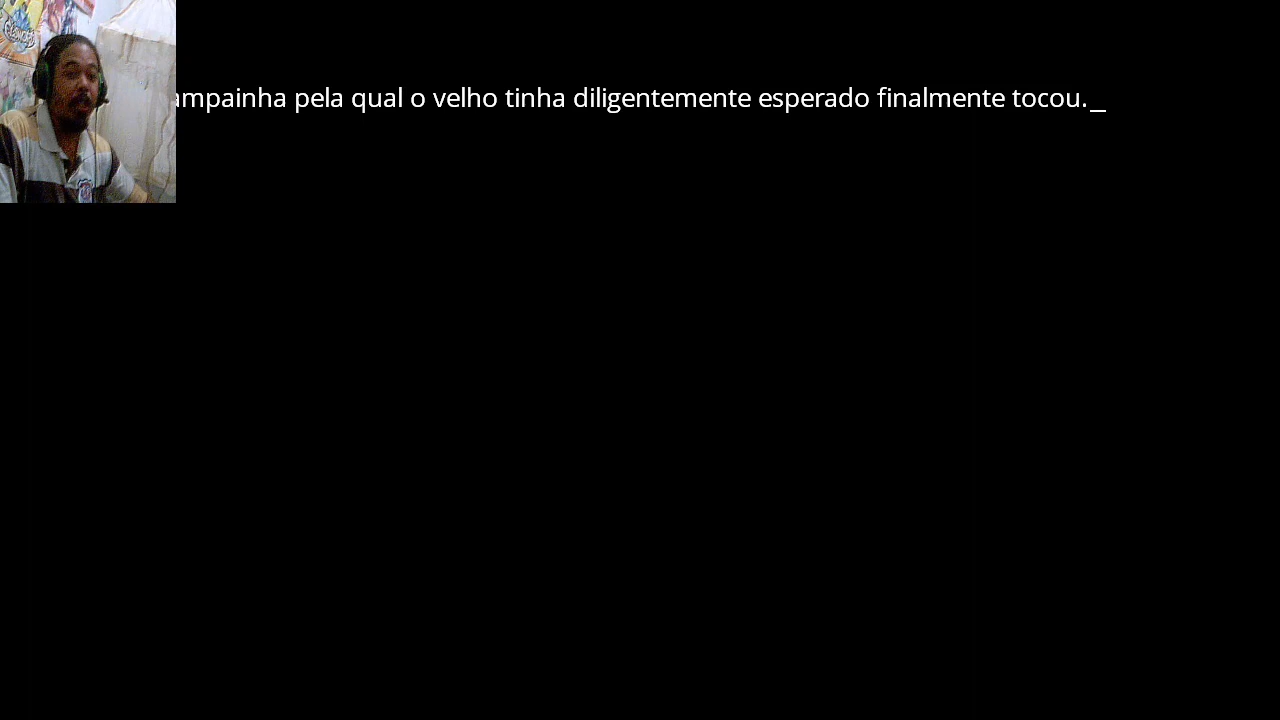 ampainha pela qual o velho tinha diligentemente esperado finalmente tocou._